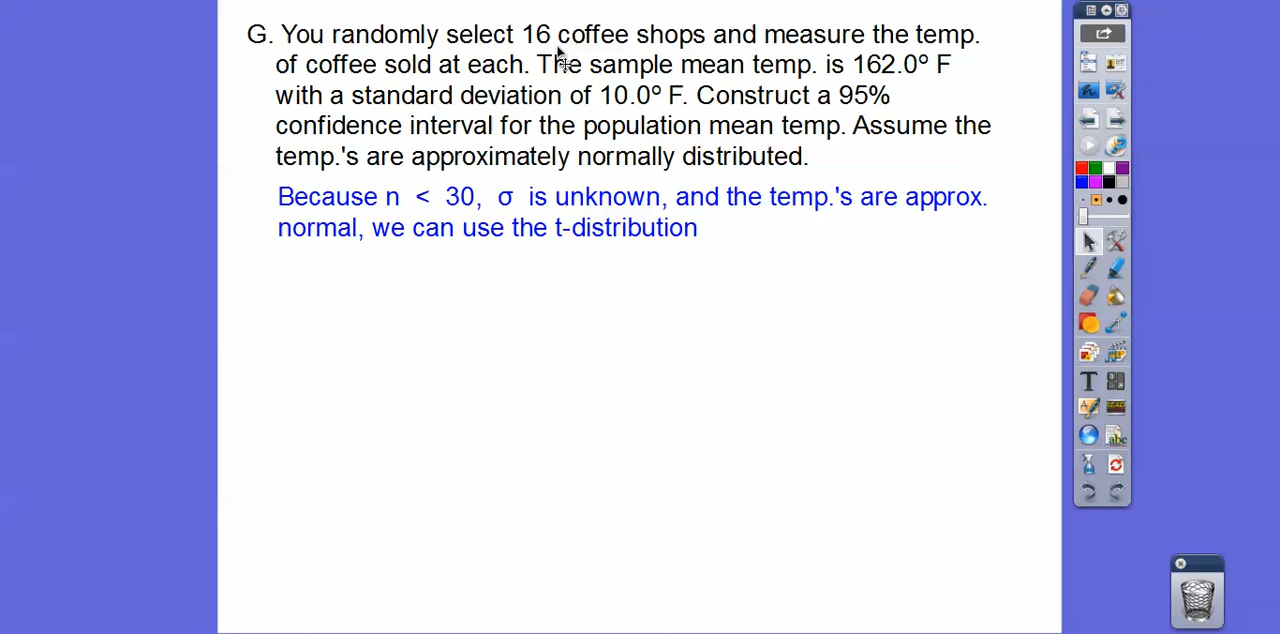 G. You randomly select 16 coffee shops and measure the temp.
of coffee sold at each. The sample mean temp. is 162.0º F
with a standard deviation of 10.0º F. Construct a 95%
confidence interval for the population mean temp. Assume the
temp.'s are approximately normally distributed.
Because n < 30, σ is unknown, and the temp.'s are approx.
normal, we can use the t-distribution